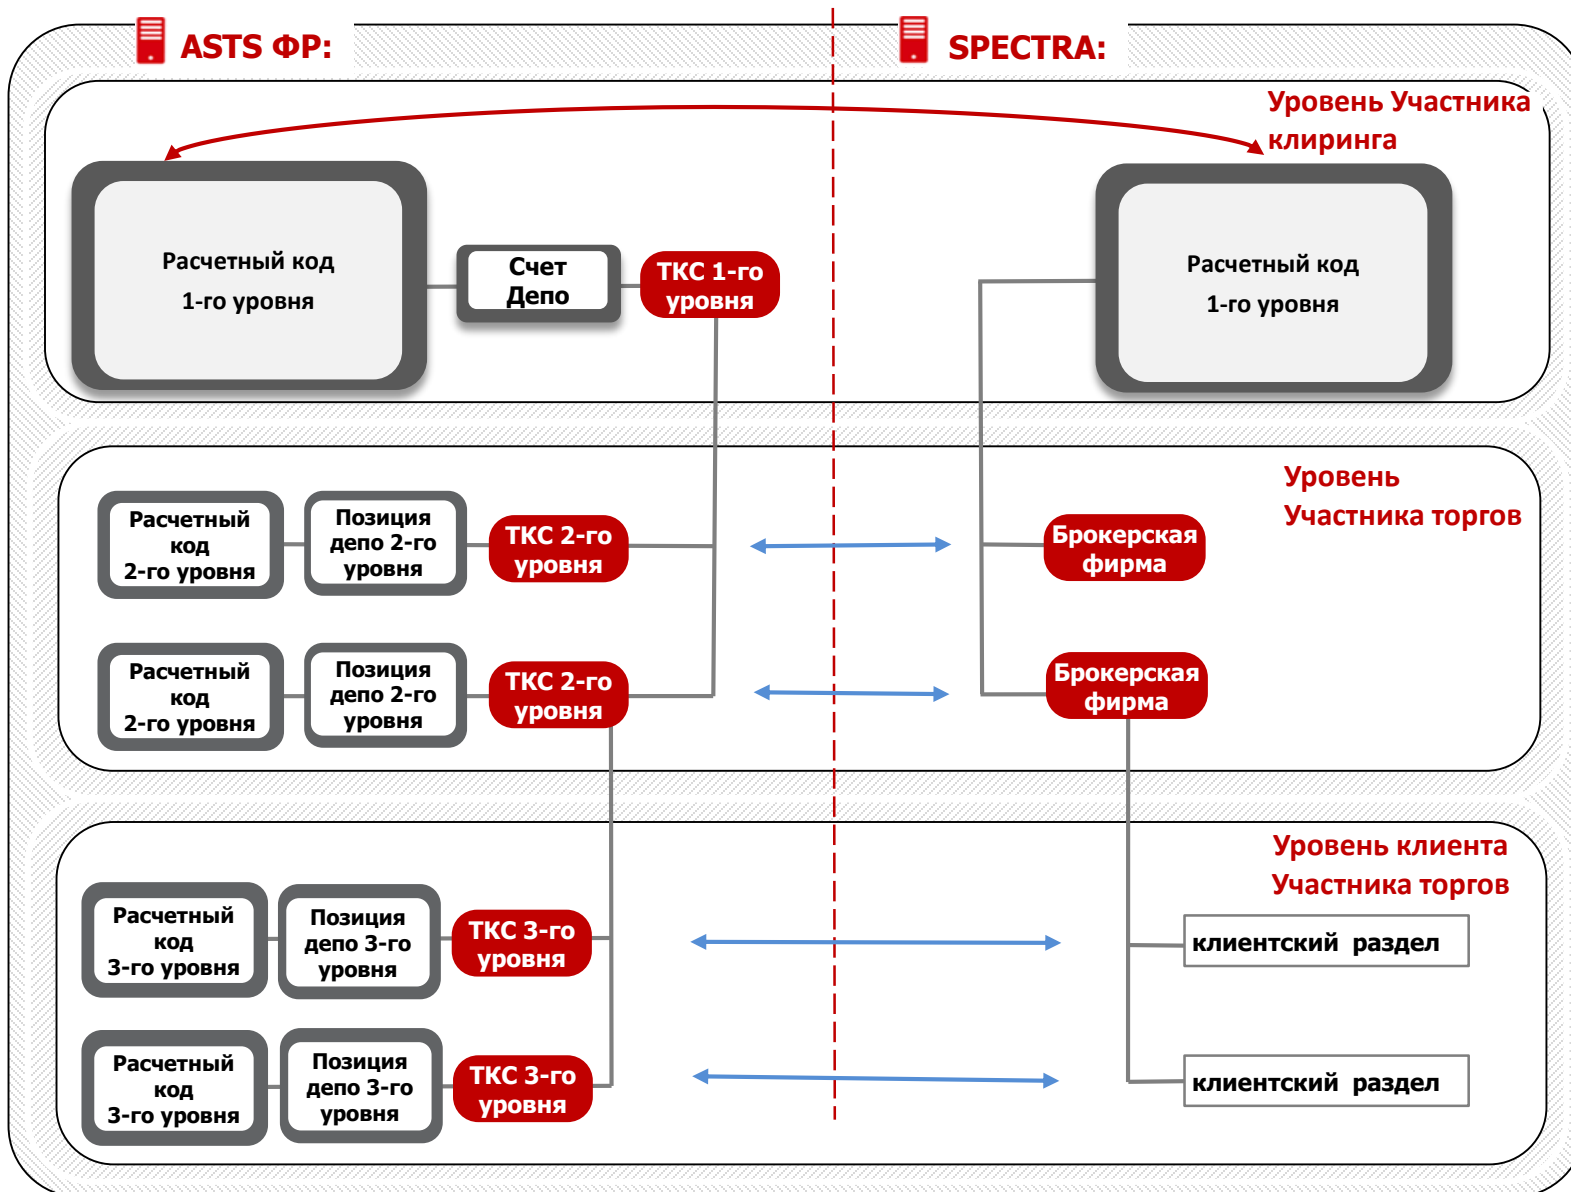 ASTS ФР:
SPECTRA:
Уровень Участника
клиринга
Расчетный код
1-го уровня
Счет
Депо
ТКС 1-го
уровня
Расчетный код
1-го уровня
Уровень
Участника торгов
Расчетный
код
2-го уровня
Позиция
депо 2-го
уровня
ТКС 2-го
уровня
Брокерская
фирма
Расчетный
код
2-го уровня
Позиция
депо 2-го
уровня
ТКС 2-го
уровня
Брокерская
фирма
Уровень клиента
Участника торгов
Расчетный
код
3-го уровня
Позиция
депо 3-го
уровня
ТКС 3-го
уровня
клиентский раздел
Расчетный
код
3-го уровня
Позиция
депо 3-го
уровня
ТКС 3-го
уровня
клиентский раздел